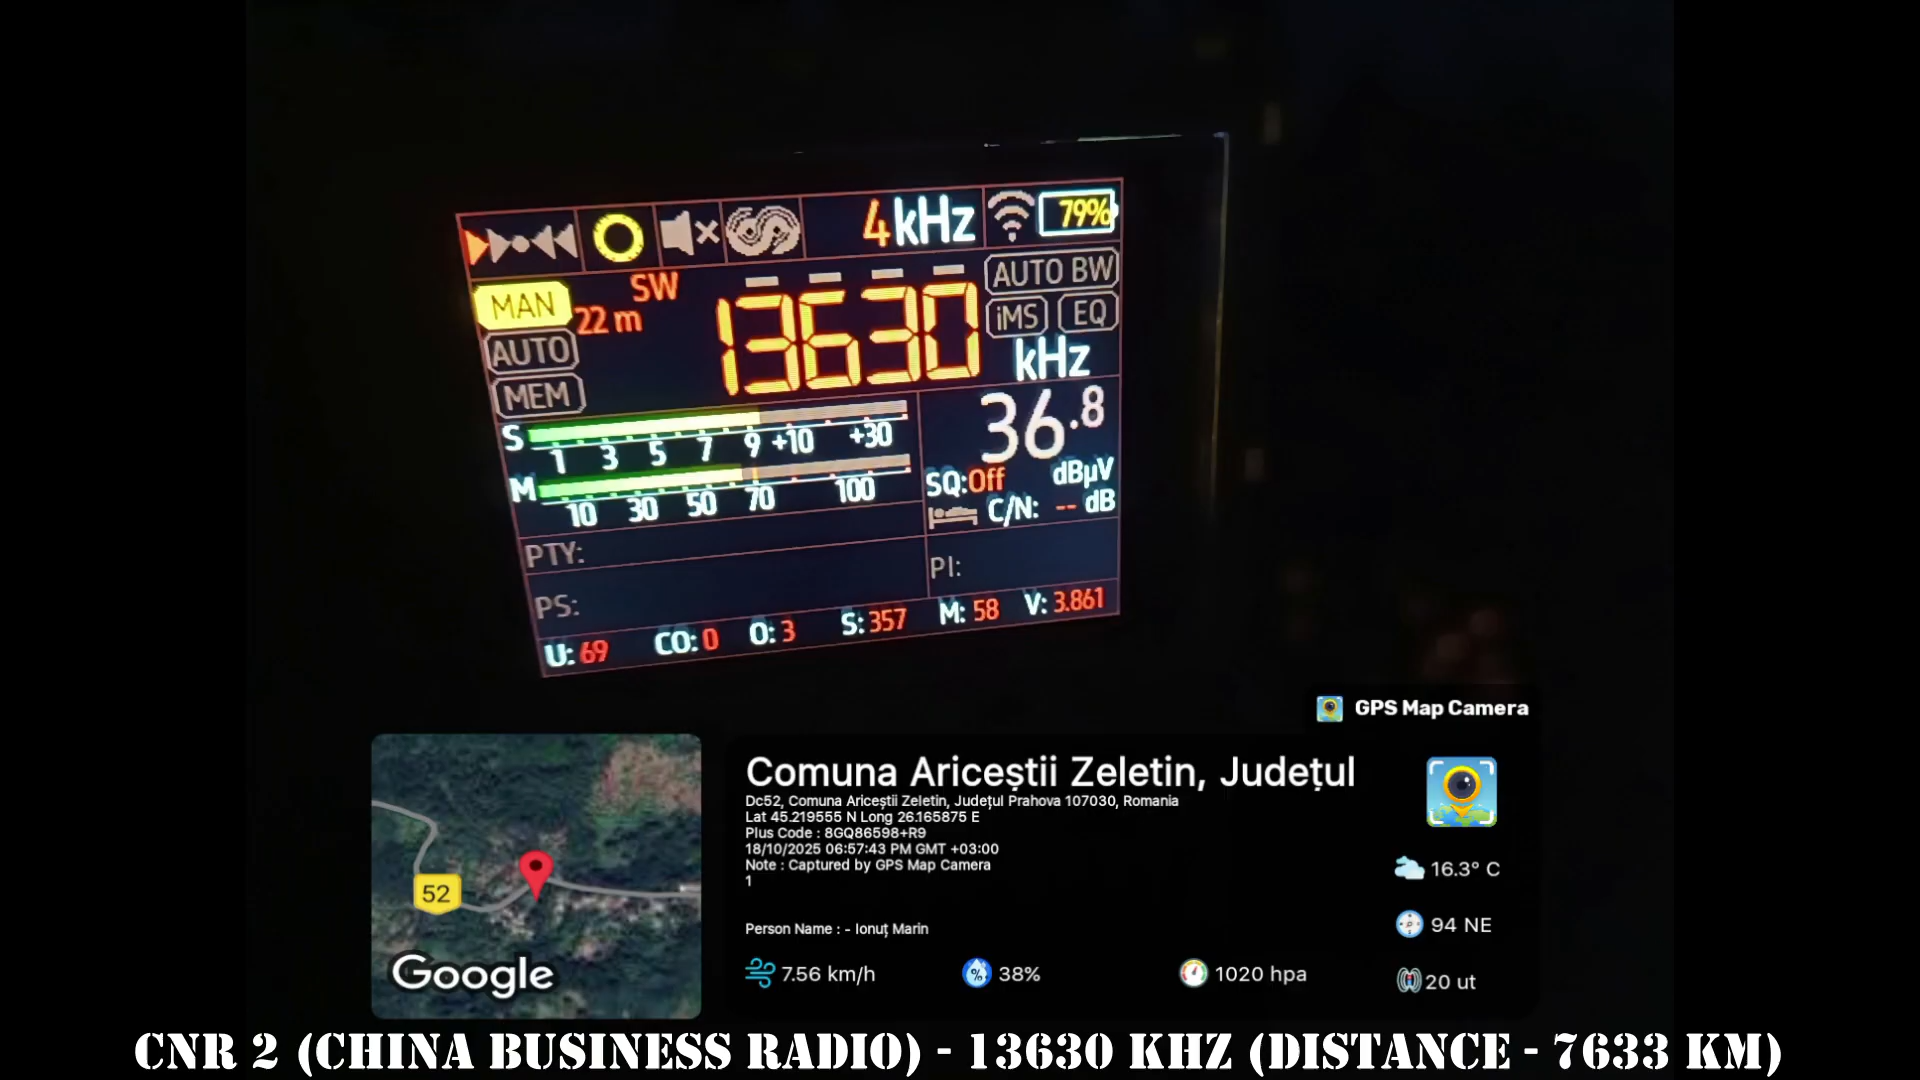 4kHz
79%
MAN
SW
22 m
13630
AUTO BW
iMS
EQ
kHz
AUTO
MEM
S
1 3 5 7 9 +10 +30
M
10 30 50 70 100
36.8
SQ:Off dBµV
C/N: -- dB
PTY:
PI:
PS:
U: 69 CO: 0 O: 3 S: 357 M: 58 V: 3.861
GPS Map Camera
52
Google
Comuna Ariceștii Zeletin, Județul
Dc52, Comuna Ariceștii Zeletin, Județul Prahova 107030, Romania
Lat 45.219555 N Long 26.165875 E
Plus Code : 8GQ86598+R9
18/10/2025 06:57:43 PM GMT +03:00
Note : Captured by GPS Map Camera
1
Person Name : - Ionuț Marin
7.56 km/h
38%
1020 hpa
16.3° C
94 NE
20 ut
CNR 2 (CHINA BUSINESS RADIO) - 13630 KHZ (DISTANCE - 7633 KM)